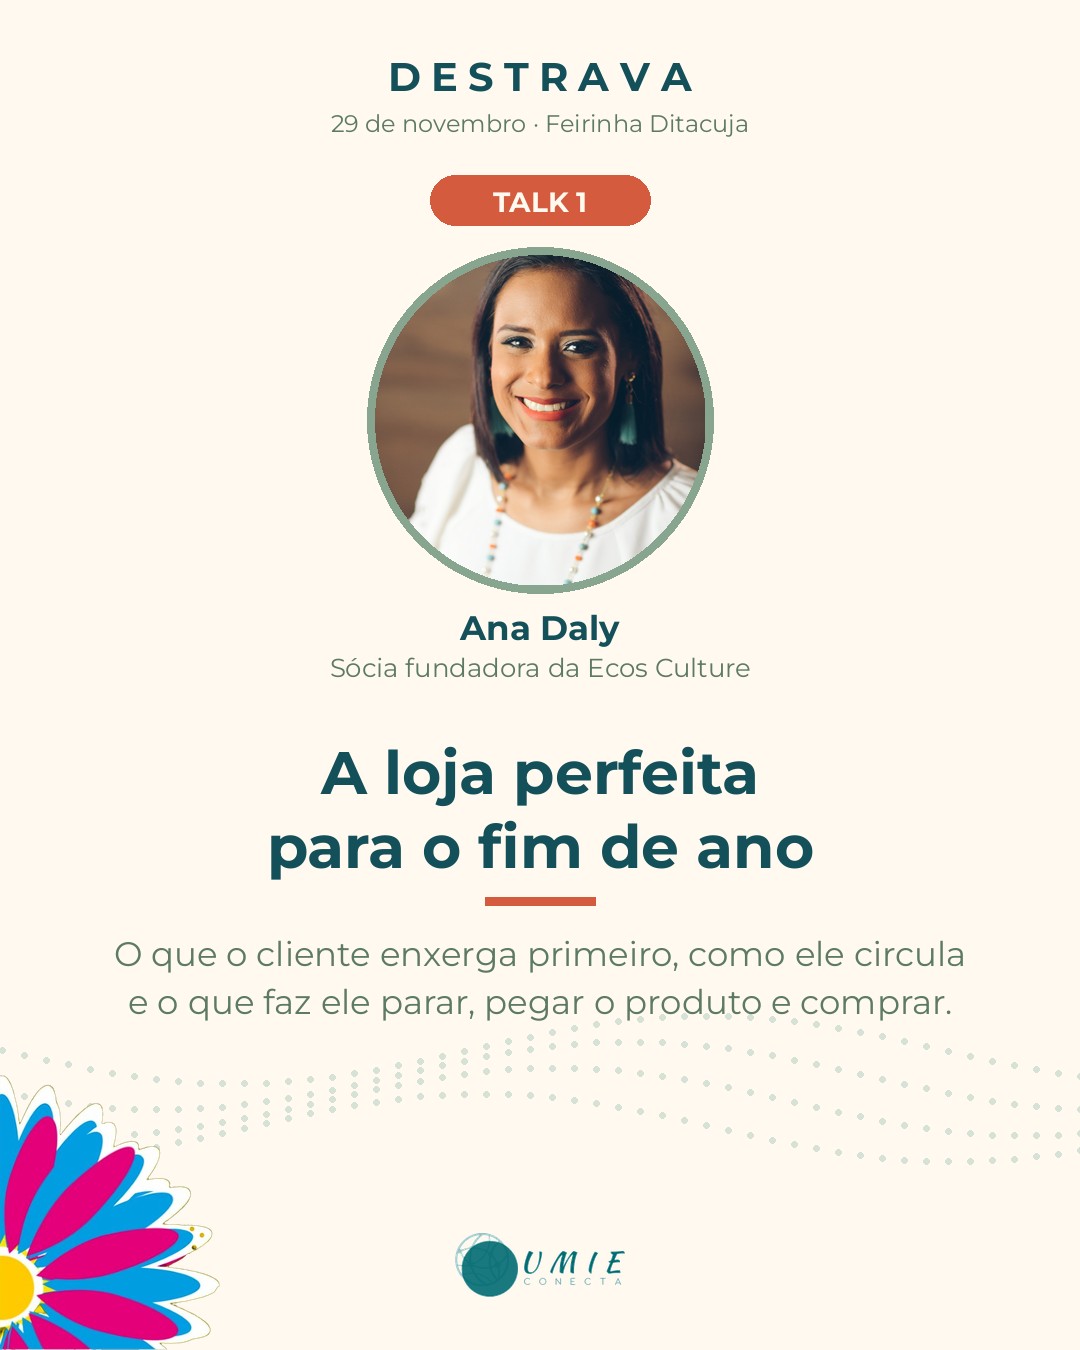 DESTRAVA
29 de novembro · Feirinha Ditacuja
TALK 1
Ana Daly
Sócia fundadora da Ecos Culture
A loja perfeita
para o fim de ano
O que o cliente enxerga primeiro, como ele circula
e o que faz ele parar, pegar o produto e comprar.
UMIE
CONECTA